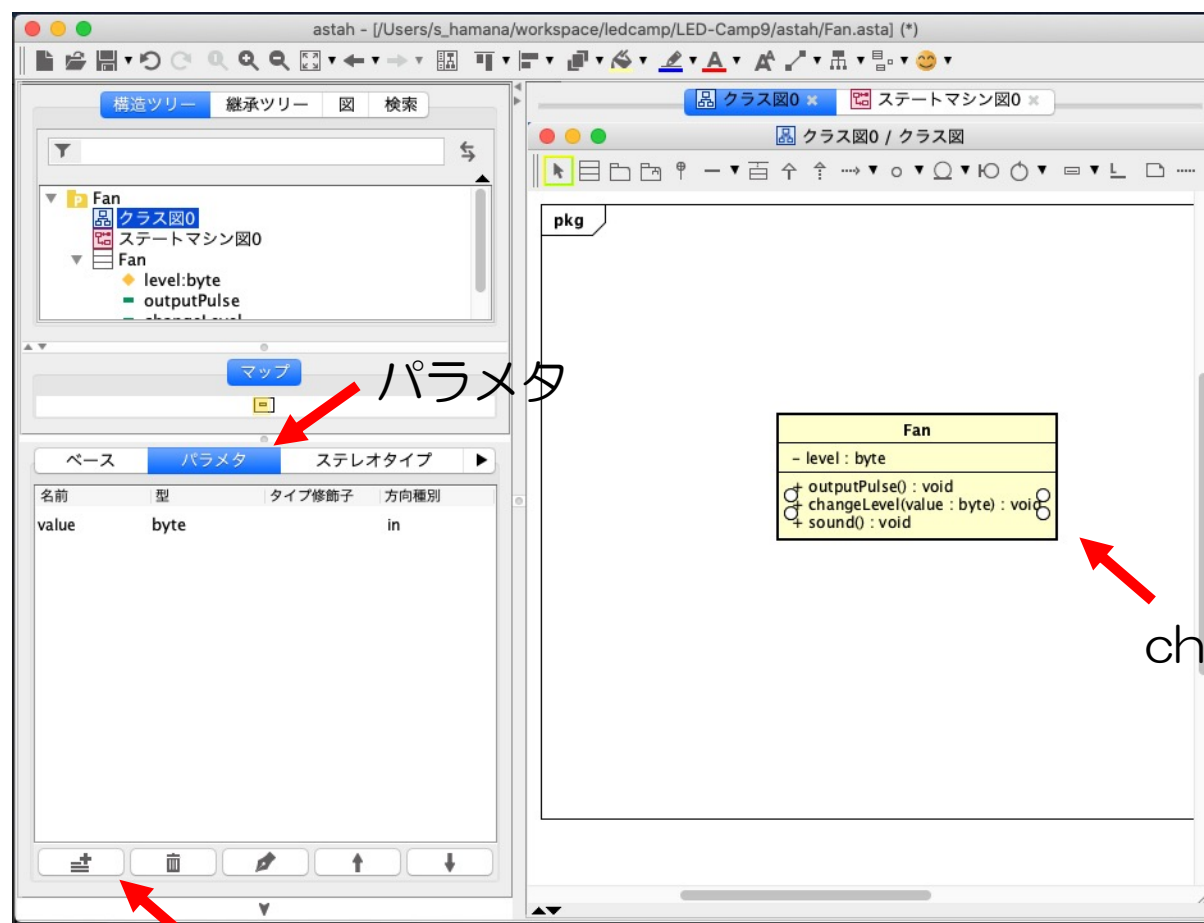 astah - [/Users/s_hamana/workspace/ledcamp/LED-Camp9/astah/Fan.asta] (*)
構造ツリー 継承ツリー 図 検索
クラス図0 ステートマシン図0
クラス図0 / クラス図
Fan
クラス図0
ステートマシン図0
Fan
level:byte
outputPulse
changeLevel
マップ
パラメタ
ベース パラメタ ステレオタイプ
名前 型 タイプ修飾子 方向種別
value byte in
pkg
Fan
- level : byte
+ outputPulse() : void
+ changeLevel(value : byte) : void
+ sound() : void
ch